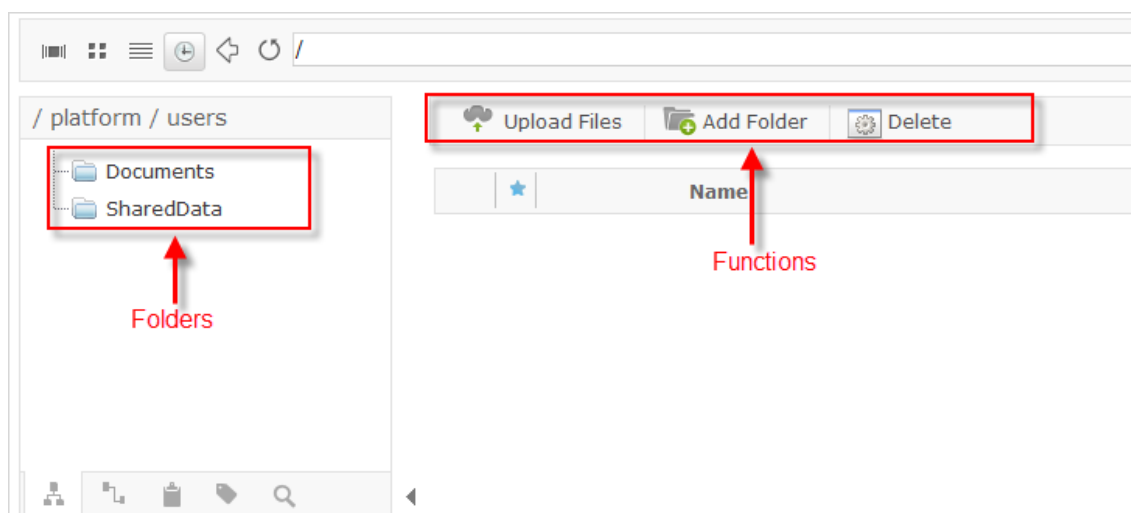 /
/ platform / users
Upload Files Add Folder Delete
Documents
SharedData
Name
Functions
Folders